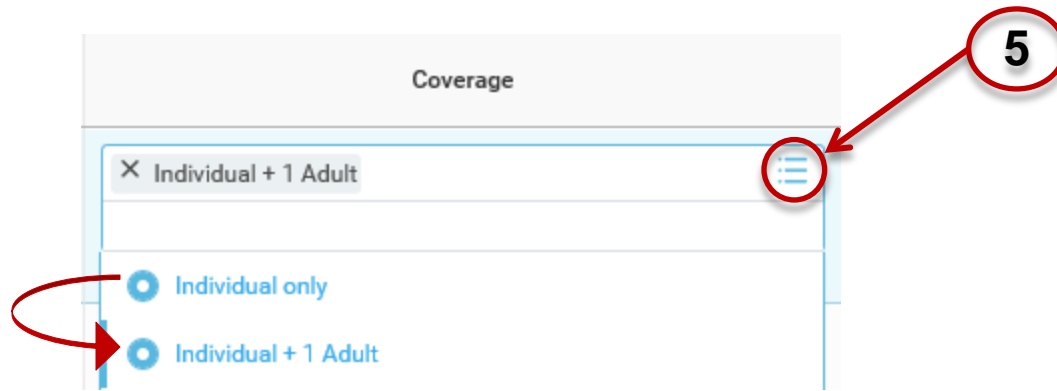 5
Coverage
× Individual + 1 Adult
Individual only
Individual + 1 Adult